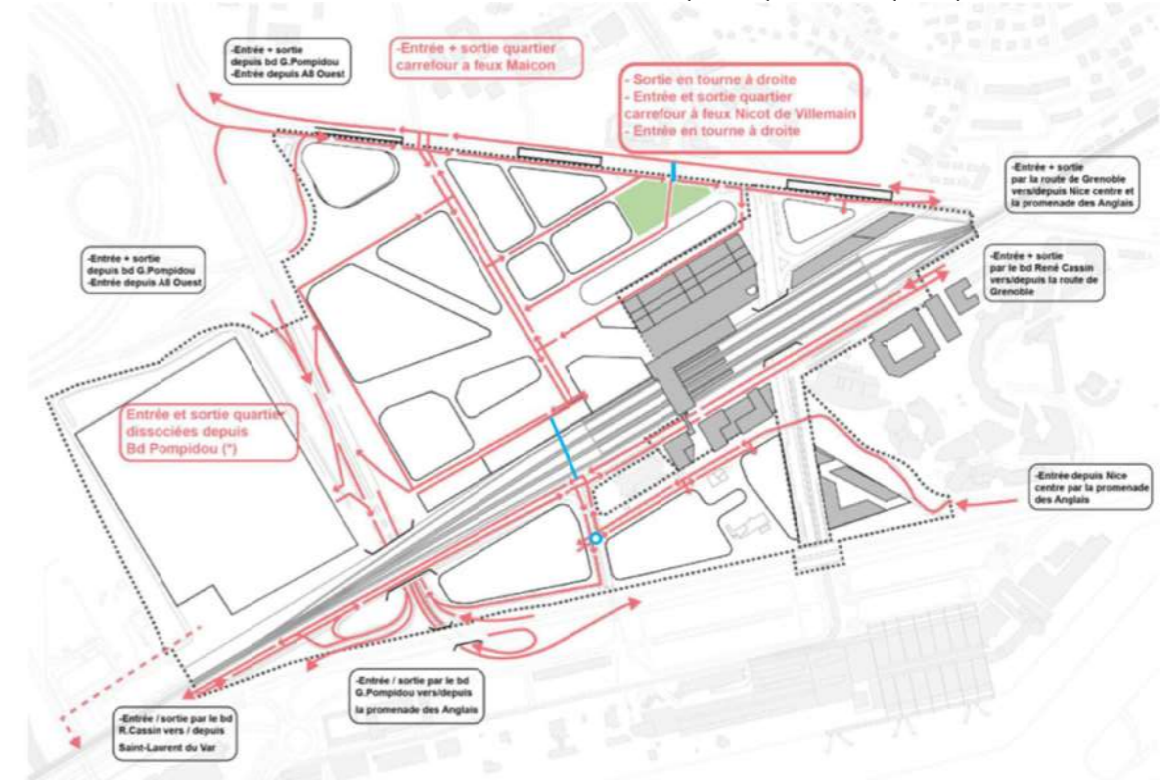 -Entrée + sortie
depuis bd G.Pompidou
-Entrée depuis A8 Ouest
-Entrée + sortie quartier
carrefour a feux Maicon
- Sortie en tourne à droite
- Entrée et sortie quartier
carrefour à feux Nicot de Villemain
- Entrée en tourne à droite
-Entrée + sortie
par la route de Grenoble
vers/depuis Nice centre et
la promenade des Anglais
-Entrée + sortie
depuis bd G.Pompidou
-Entrée depuis A8 Ouest
-Entrée + sortie
par le bd René Cassin
vers/depuis la route de
Grenoble
Entrée et sortie quartier
dissociées depuis
Bd Pompidou (*)
-Entrée depuis Nice
centre par la promenade
des Anglais
-Entrée / sortie par le bd
G.Pompidou vers/depuis
la promenade des Anglais
-Entrée / sortie par le bd
R.Cassin vers / depuis
Saint-Laurent du Var